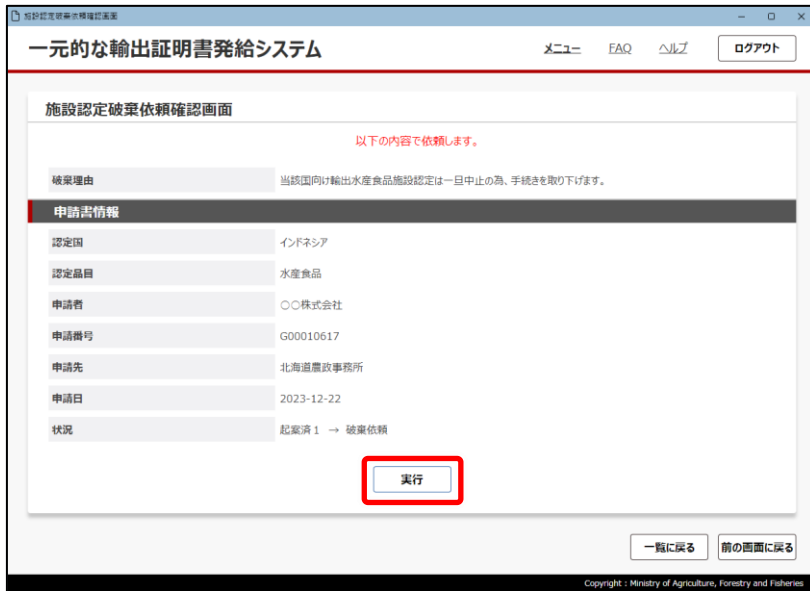 施設認定破棄依頼確認画面
一元的な輸出証明書発給システム
メニュー FAQ ヘルプ ログアウト
施設認定破棄依頼確認画面
以下の内容で依頼します。
破棄理由 当該国向け輸出水産食品施設認定は一旦中止の為、手続きを取り下げます。
申請書情報
認定国 インドネシア
認定品目 水産食品
申請者 ○○株式会社
申請番号 G00010617
申請先 北海道農政事務所
申請日 2023-12-22
状況 起案済１ → 破棄依頼
実行
一覧に戻る 前の画面に戻る
Copyright : Ministry of Agriculture, Forestry and Fisheries